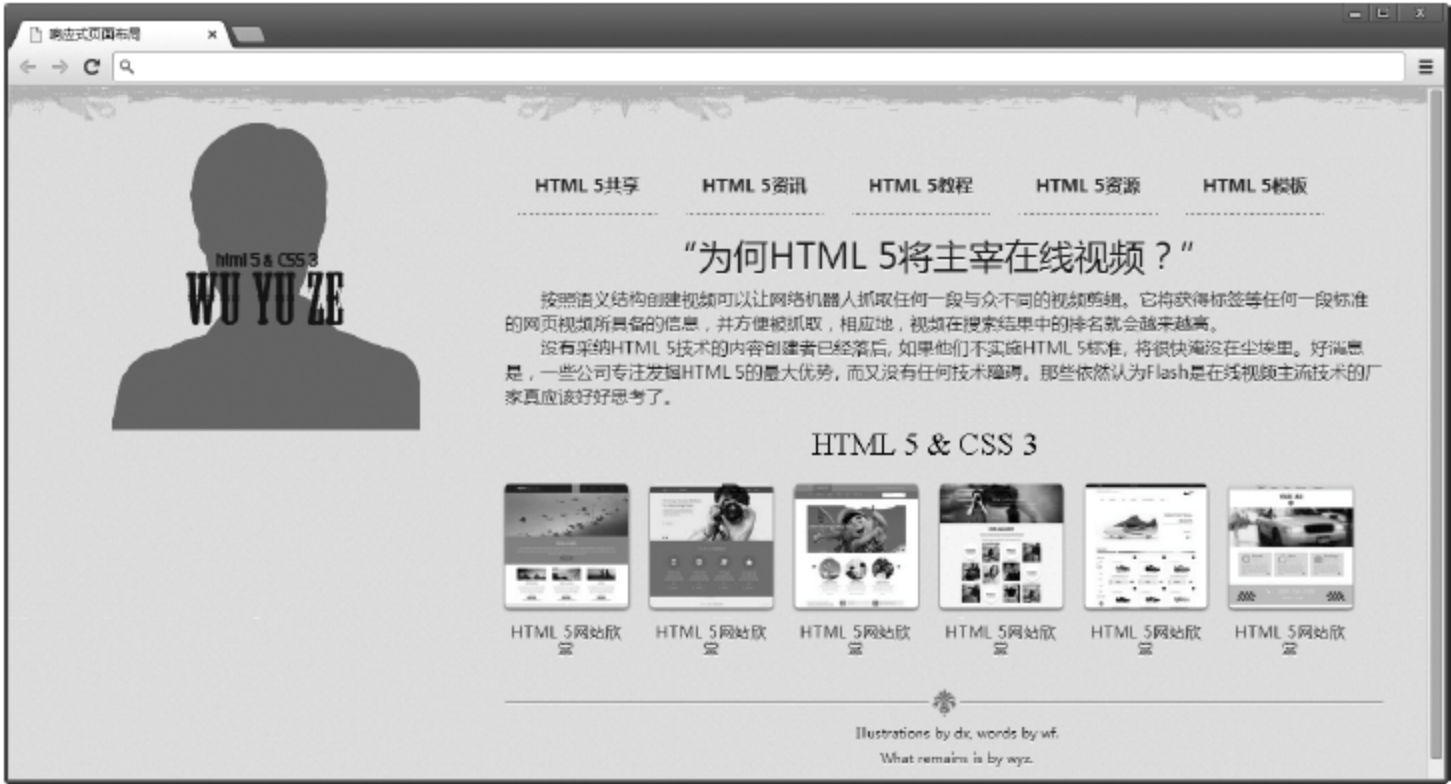 响应式页面布局
html 5 & CSS 3
WU YU ZE
HTML 5共享
HTML 5资讯
HTML 5教程
HTML 5资源
HTML 5模板
“为何HTML 5将主宰在线视频？”
按照语义结构创建视频可以让网络机器人抓取任何一段与众不同的视频剪辑。它将获得标签等任何一段标准
的网页视频所具备的信息，并方便被抓取，相应地，视频在搜索结果中的排名就会越来越高。
没有采纳HTML 5技术的内容创建者已经落后, 如果他们不实施HTML 5标准, 将很快淹没在尘埃里。好消息
是，一些公司专注发掘HTML 5的最大优势, 而又没有任何技术障碍。那些依然认为Flash是在线视频主流技术的厂
家真应该好好思考了。
HTML 5 & CSS 3
HTML 5网站欣
赏
HTML 5网站欣
赏
HTML 5网站欣
赏
HTML 5网站欣
赏
HTML 5网站欣
赏
HTML 5网站欣
赏
Illustrations by dx, words by wf.
What remains is by wyz.